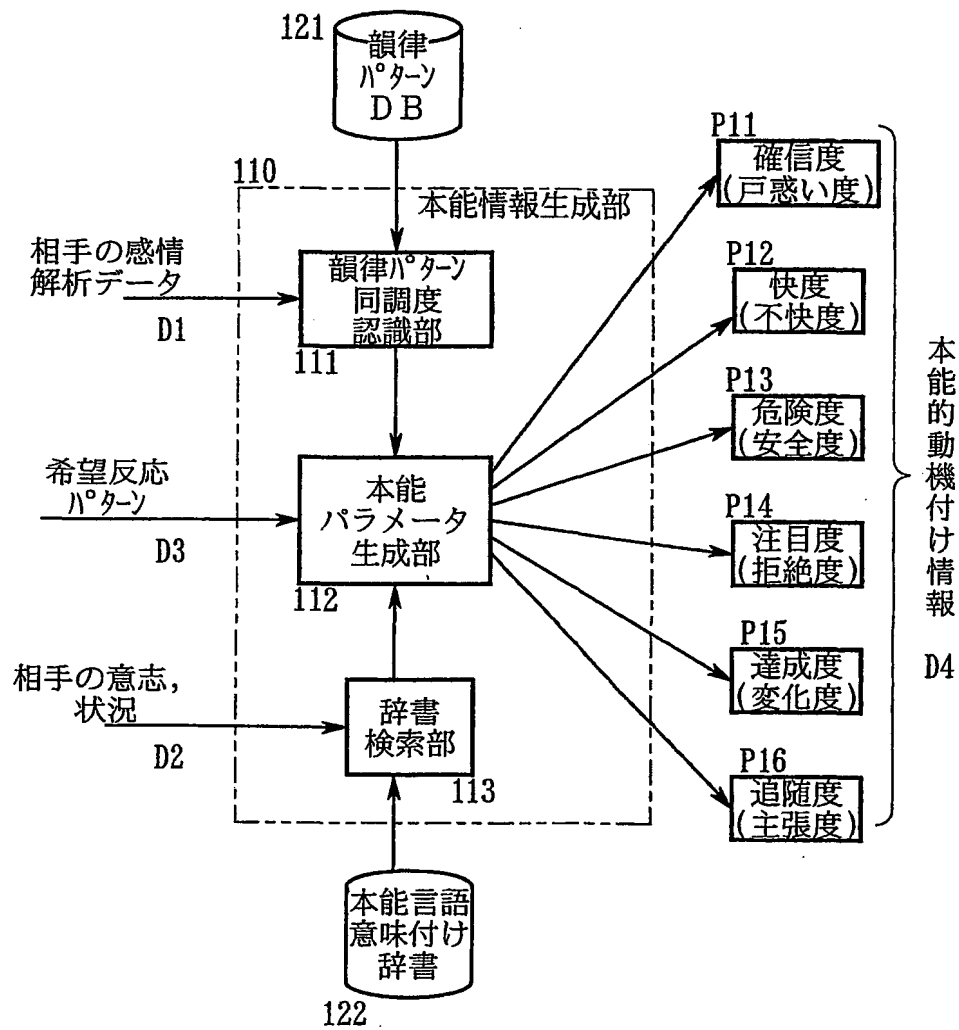 121
韻律
パターン
DB
110
本能情報生成部
相手の感情
解析データ
D1
韻律パターン
同調度
認識部
111
希望反応
パターン
D3
本能
パラメータ
生成部
112
相手の意志,
状況
D2
辞書
検索部
113
本能言語
意味付け
辞書
122
P11
確信度
(戸惑い度)
P12
快度
(不快度)
P13
危険度
(安全度)
P14
注目度
(拒絶度)
P15
達成度
(変化度)
P16
追随度
(主張度)
本能的動機付け情報
D4